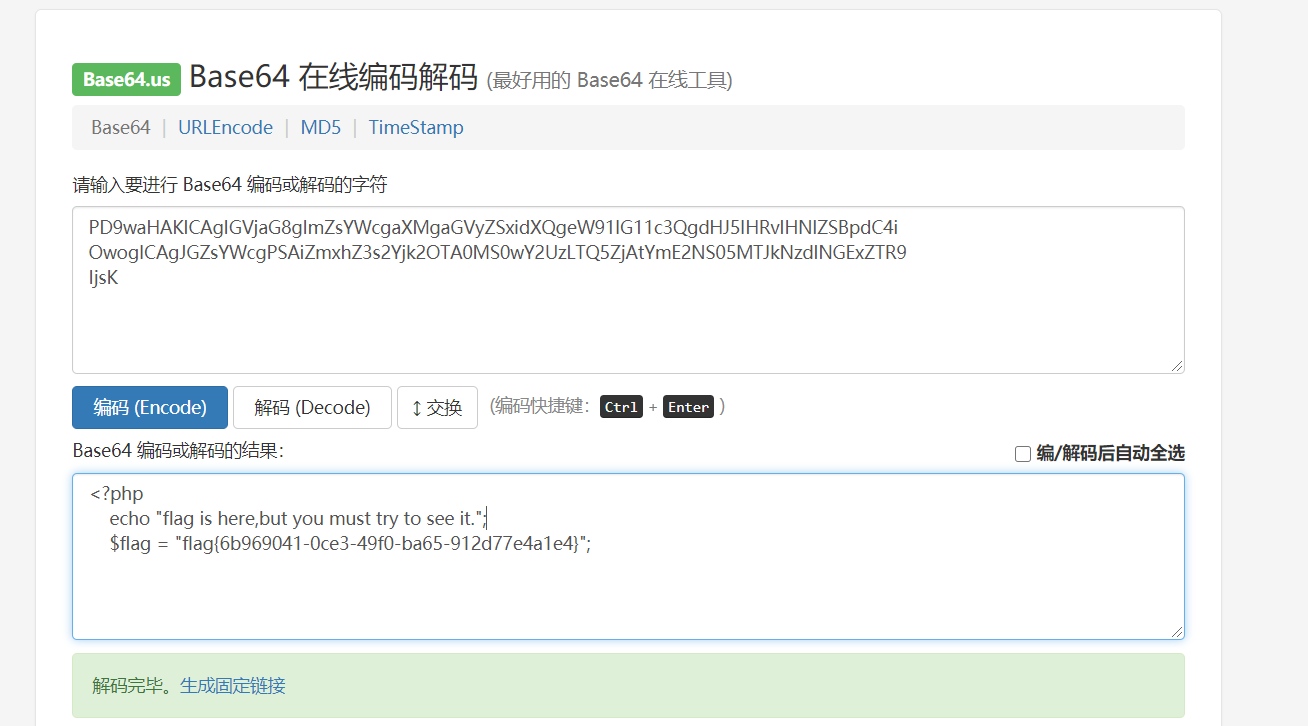 Base64.us Base64 在线编码解码 (最好用的 Base64 在线工具)
Base64 | URLEncode | MD5 | TimeStamp
请输入要进行 Base64 编码或解码的字符
PD9waHAKICAgIGVjaG8gImZsYWcgaXMgaGVyZSxidXQgeW91IG11c3QgdHJ5IHRvIHNlZSBpdC4i
OwogICAgJGZsYWcgPSAiZmxhZ3s2Yjk2OTA0MS0wY2UzLTQ5ZjAtYmE2NS05MTJkNzdlNGExZTR9
IjsK
编码 (Encode) 解码 (Decode) ↕ 交换 (编码快捷键: Ctrl + Enter )
Base64 编码或解码的结果:
编/解码后自动全选
<?php
echo "flag is here,but you must try to see it.";
$flag = "flag{6b969041-0ce3-49f0-ba65-912d77e4a1e4}";
解码完毕。生成固定链接